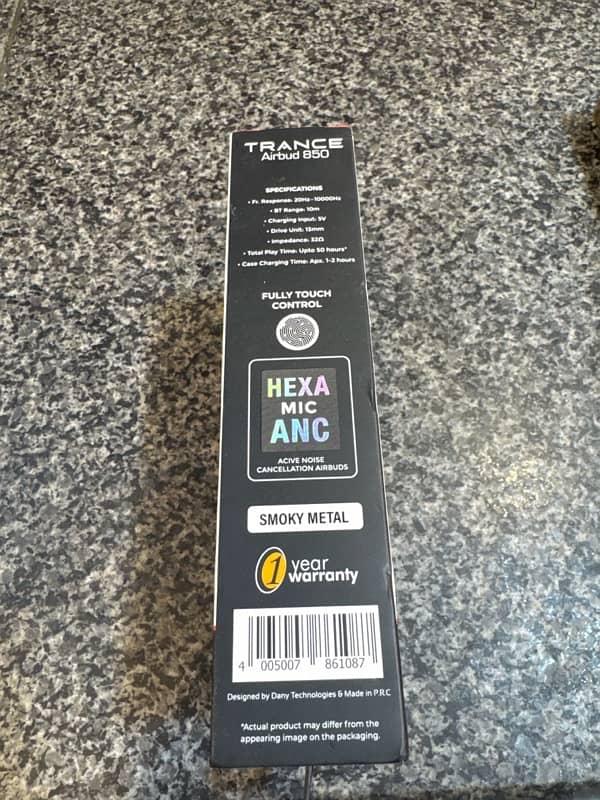 TRANCE
Airbud 850
SPECIFICATIONS
• Fr. Response: 20Hz~10000Hz
• BT Range: 10m
• Charging Input: 5V
• Drive Unit: 13mm
• Impedance: 32Ω
• Total Play Time: Upto 50 hours*
• Case Charging Time: Apx. 1-2 hours
FULLY TOUCH
CONTROL
HEXA
MIC
ANC
ACIVE NOISE
CANCELLATION AIRBUDS
SMOKY METAL
1 year
warranty
4 005007 861087
Designed by Dany Technologies & Made in P.R.C
*Actual product may differ from the
appearing image on the packaging.